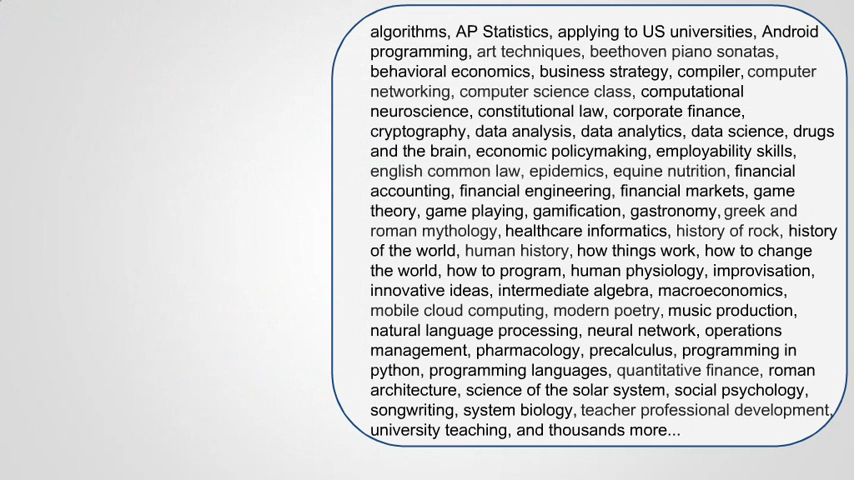 algorithms, AP Statistics, applying to US universities, Android
programming, art techniques, beethoven piano sonatas,
behavioral economics, business strategy, compiler, computer
networking, computer science class, computational
neuroscience, constitutional law, corporate finance,
cryptography, data analysis, data analytics, data science, drugs
and the brain, economic policymaking, employability skills,
english common law, epidemics, equine nutrition, financial
accounting, financial engineering, financial markets, game
theory, game playing, gamification, gastronomy, greek and
roman mythology, healthcare informatics, history of rock, history
of the world, human history, how things work, how to change
the world, how to program, human physiology, improvisation,
innovative ideas, intermediate algebra, macroeconomics,
mobile cloud computing, modern poetry, music production,
natural language processing, neural network, operations
management, pharmacology, precalculus, programming in
python, programming languages, quantitative finance, roman
architecture, science of the solar system, social psychology,
songwriting, system biology, teacher professional development,
university teaching, and thousands more...